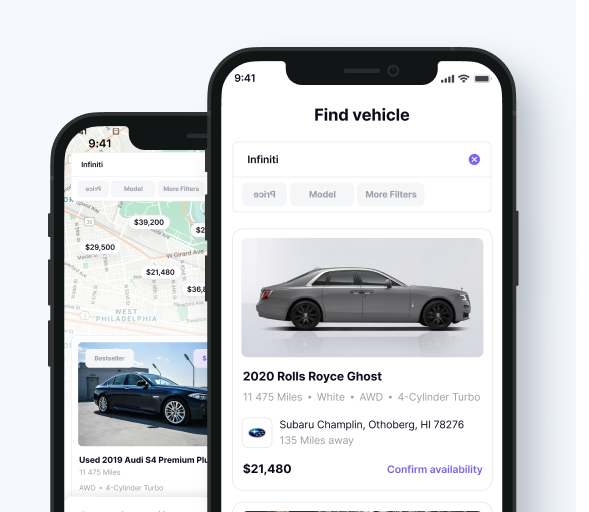 9:41
Infiniti
Price Model More Filters
$39,200
$29,500
W Girard Ave
$21,480
WEST
PHILADELPHIA
Bestseller
Used 2019 Audi S4 Premium Plu
11 475 Miles
AWD • 4-Cylinder Turbo
9:41
Find vehicle
Infiniti
Price Model More Filters
2020 Rolls Royce Ghost
11 475 Miles • White • AWD • 4-Cylinder Turbo
Subaru Champlin, Othoberg, HI 78276
135 Miles away
$21,480 Confirm availability